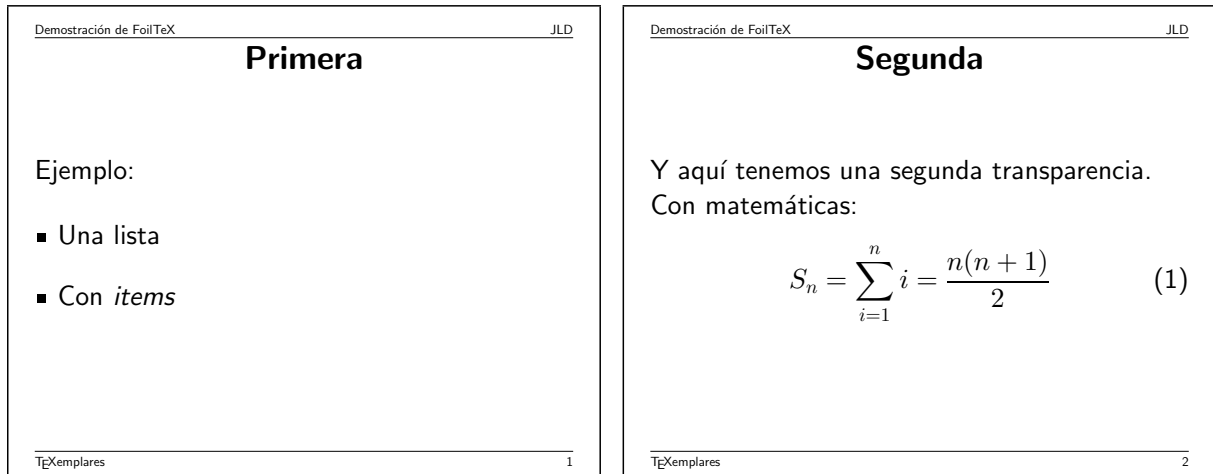 Demostración de FoilTeX JLD
Primera
Ejemplo:
▪ Una lista
▪ Con items
TEXemplares 1
Demostración de FoilTeX JLD
Segunda
Y aquí tenemos una segunda transparencia.
Con matemáticas:
$S_n = \sum_{i=1}^{n} i = \frac{n(n+1)}{2}$ (1)
TEXemplares 2